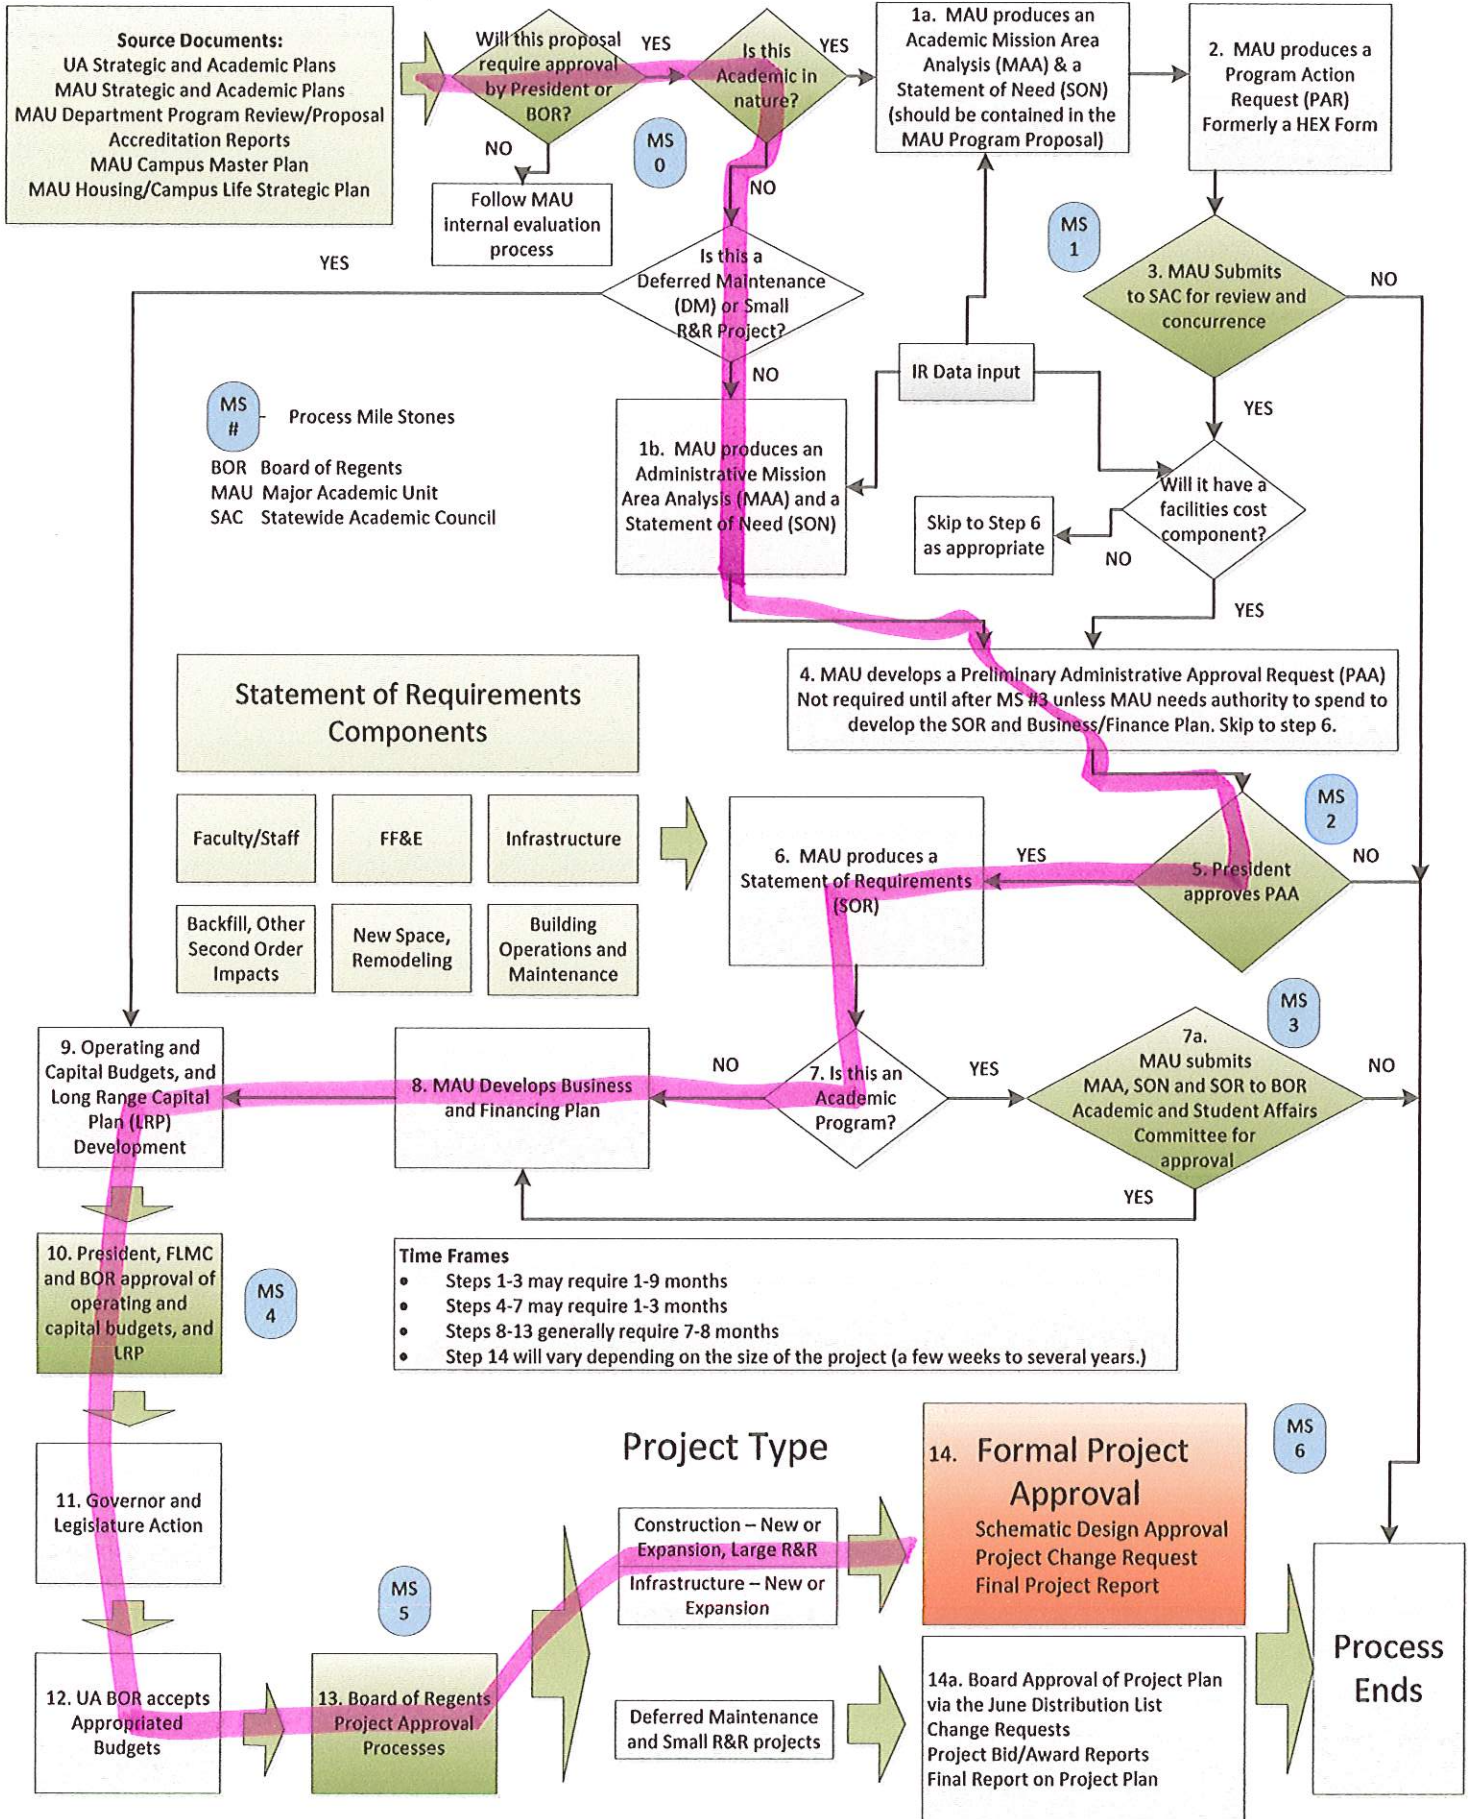 Source Documents:
UA Strategic and Academic Plans
MAU Strategic and Academic Plans
MAU Department Program Review/Proposal
Accreditation Reports
MAU Campus Master Plan
MAU Housing/Campus Life Strategic Plan
Will this proposal
require approval
by President or
BOR?
YES
NO
MS
0
Follow MAU
internal evaluation
process
Is this
Academic in
nature?
YES
NO
1a. MAU produces an
Academic Mission Area
Analysis (MAA) & a
Statement of Need (SON)
(should be contained in the
MAU Program Proposal)
2. MAU produces a
Program Action
Request (PAR)
Formerly a HEX Form
MS
1
3. MAU Submits
to SAC for review and
concurrence
NO
YES
YES
Is this a
Deferred Maintenance
(DM) or Small
R&R Project?
NO
IR Data input
MS
#
Process Mile Stones
BOR Board of Regents
MAU Major Academic Unit
SAC Statewide Academic Council
1b. MAU produces an
Administrative Mission
Area Analysis (MAA) and a
Statement of Need (SON)
Will it have a
facilities cost
component?
Skip to Step 6
as appropriate
NO
YES
4. MAU develops a Preliminary Administrative Approval Request (PAA)
Not required until after MS #3 unless MAU needs authority to spend to
develop the SOR and Business/Finance Plan. Skip to step 6.
Statement of Requirements
Components
Faculty/Staff
FF&E
Infrastructure
Backfill, Other
Second Order
Impacts
New Space,
Remodeling
Building
Operations and
Maintenance
6. MAU produces a
Statement of Requirements
(SOR)
YES
MS
2
5. President
approves PAA
NO
MS
3
9. Operating and
Capital Budgets, and
Long Range Capital
Plan (LRP)
Development
8. MAU Develops Business
and Financing Plan
NO
7. Is this an
Academic
Program?
YES
7a.
MAU submits
MAA, SON and SOR to BOR
Academic and Student Affairs
Committee for
approval
NO
YES
10. President, FLMC
and BOR approval of
operating and
capital budgets, and
LRP
MS
4
Time Frames
• Steps 1-3 may require 1-9 months
• Steps 4-7 may require 1-3 months
• Steps 8-13 generally require 7-8 months
• Step 14 will vary depending on the size of the project (a few weeks to several years.)
11. Governor and
Legislature Action
Project Type
MS
5
Construction – New or
Expansion, Large R&R
Infrastructure – New or
Expansion
14. Formal Project
Approval
Schematic Design Approval
Project Change Request
Final Project Report
MS
6
12. UA BOR accepts
Appropriated
Budgets
13. Board of Regents
Project Approval
Processes
Deferred Maintenance
and Small R&R projects
14a. Board Approval of Project Plan
via the June Distribution List
Change Requests
Project Bid/Award Reports
Final Report on Project Plan
Process
Ends